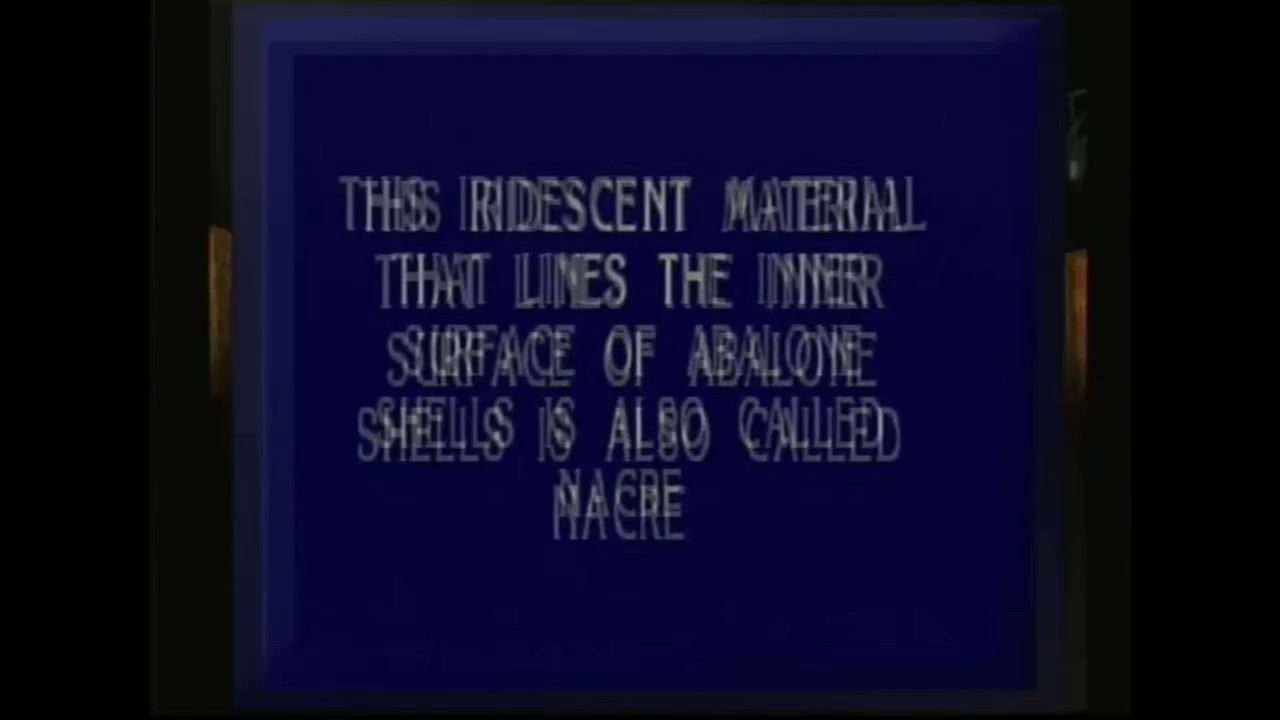 THIS IRIDESCENT MATERIAL
THAT LINES THE INNER
SURFACE OF ABALONE
SHELLS IS ALSO CALLED
NACRE